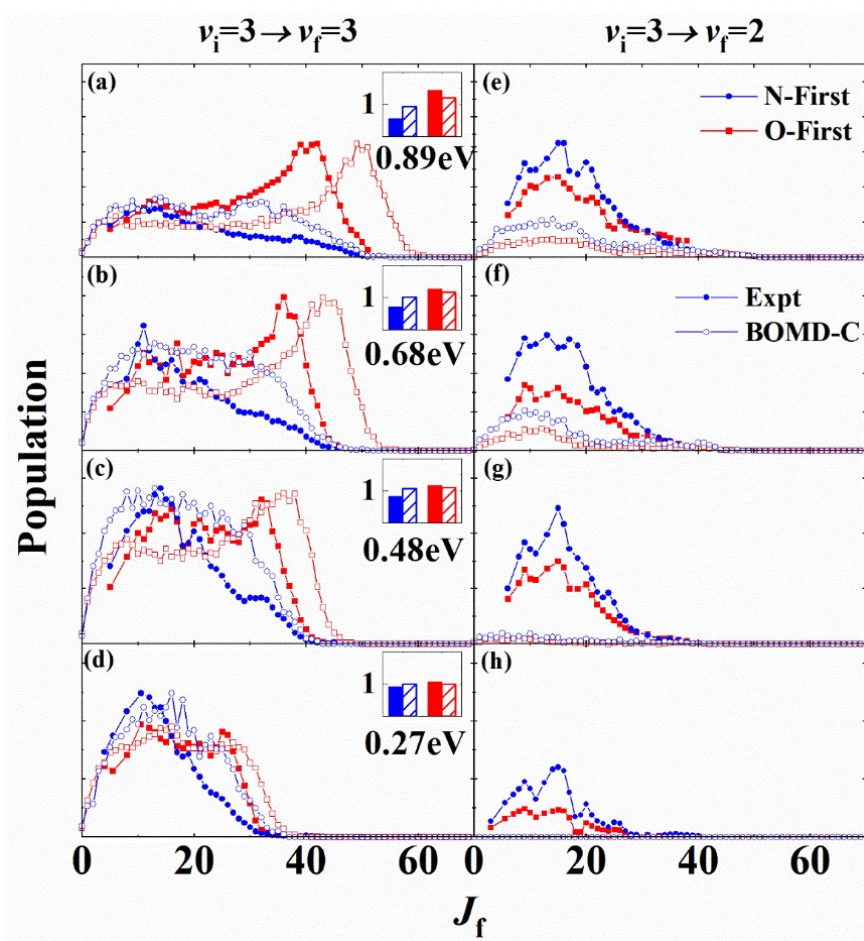 vi=3 → vf=3
vi=3 → vf=2
(a)
1
0.89eV
(e)
N-First
O-First
(b)
1
0.68eV
(f)
Expt
BOMD-C
(c)
1
0.48eV
(g)
(d)
1
0.27eV
(h)
Population
0 20 40 60 0 20 40 60
Jf